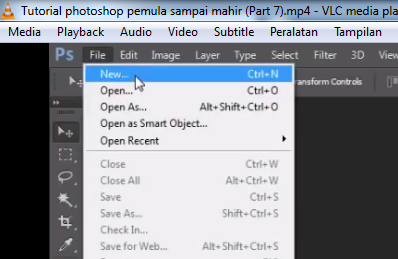 Tutorial photoshop pemula sampai mahir (Part 7).mp4 - VLC media pla
Media Playback Audio Video Subtitle Peralatan Tampilan
Ps File Edit Image Layer Type Select Filter 3D View
New... Ctrl+N
ransform Controls
Open... Ctrl+O
Open As... Alt+Shift+Ctrl+O
Open as Smart Object...
Open Recent
Close Ctrl+W
Close All Alt+Ctrl+W
Save Ctrl+S
Save As... Shift+Ctrl+S
Check In...
Save for Web... Alt+Shift+Ctrl+S